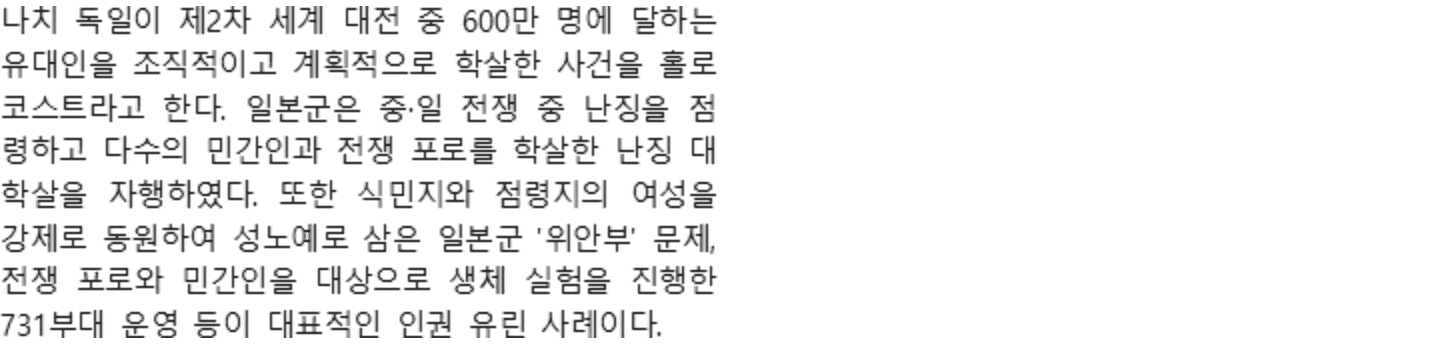 나치 독일이 제2차 세계 대전 중 600만 명에 달하는
유대인을 조직적이고 계획적으로 학살한 사건을 홀로
코스트라고 한다. 일본군은 중·일 전쟁 중 난징을 점
령하고 다수의 민간인과 전쟁 포로를 학살한 난징 대
학살을 자행하였다. 또한 식민지와 점령지의 여성을
강제로 동원하여 성노예로 삼은 일본군 '위안부' 문제,
전쟁 포로와 민간인을 대상으로 생체 실험을 진행한
731부대 운영 등이 대표적인 인권 유린 사례이다.